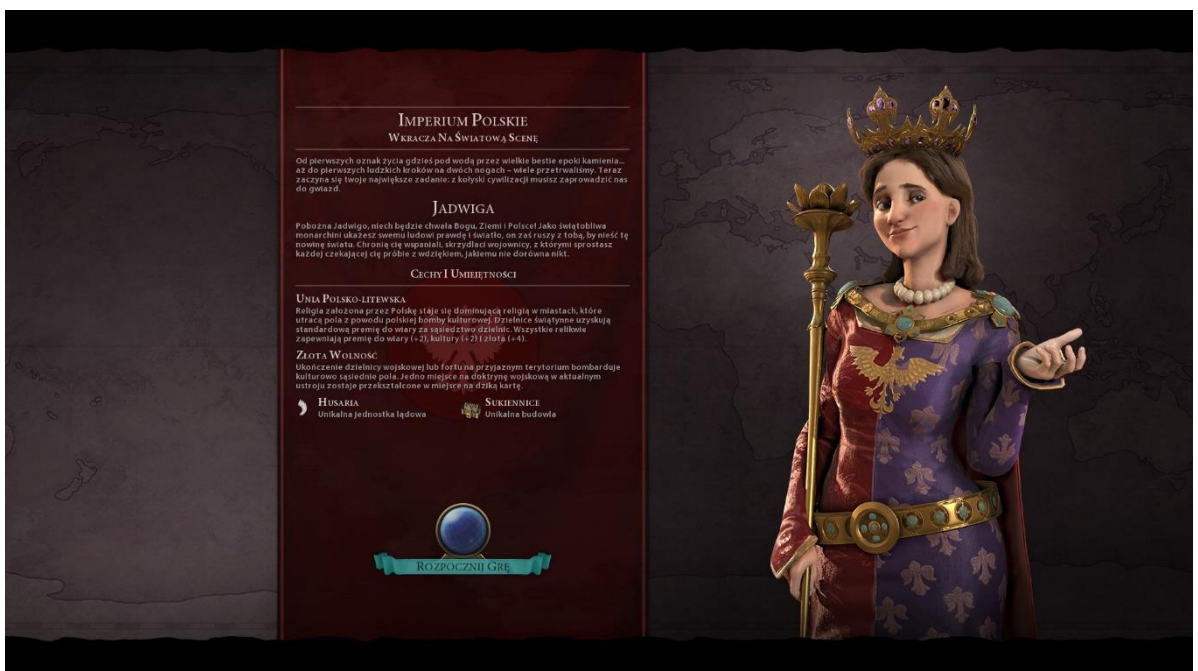 Imperium Polskie
Wkracza Na Światową Scenę
Od pierwszych oznak życia gdzieś pod wodą przez wielkie bestie epoki kamienia...
aż do pierwszych ludzkich kroków na dwóch nogach – wiele przetrwaliśmy. Teraz
zaczyna się twoje największe zadanie: z kołyski cywilizacji musisz zaprowadzić nas
do gwiazd.
Jadwiga
Pobożna Jadwigo, niech będzie chwała Bogu, Ziemi i Polsce! Jako świętobliwa
monarchini ukażesz swemu ludowi prawdę i światło, on zaś ruszy z tobą, by nieść tę
nowinę światu. Chronią cię wspaniali, skrzydlaci wojownicy, z którymi sprostasz
każdej czekającej cię próbie z wdziękiem, jakiemu nie dorówna nikt.
Cechy I Umiejętności
Unia Polsko-litewska
Religia założona przez Polskę staje się dominującą religią w miastach, które
utracą pola z powodu polskiej bomby kulturowej. Dzielnice świątynne uzyskują
standardową premię do wiary za sąsiedztwo dzielnic. Wszystkie relikwie
zapewniają premię do wiary (+2), kultury (+2) i złota (+4).
Złota Wolność
Ukończenie dzielnicy wojskowej lub fortu na przyjaznym terytorium bombarduje
kulturowo sąsiednie pola. Jedno miejsce na doktrynę wojskową w aktualnym
ustroju zostaje przekształcone w miejsce na dziką kartę.
Husaria
Unikalna jednostka lądowa
Sukiennice
Unikalna budowla
Rozpocznij Grę